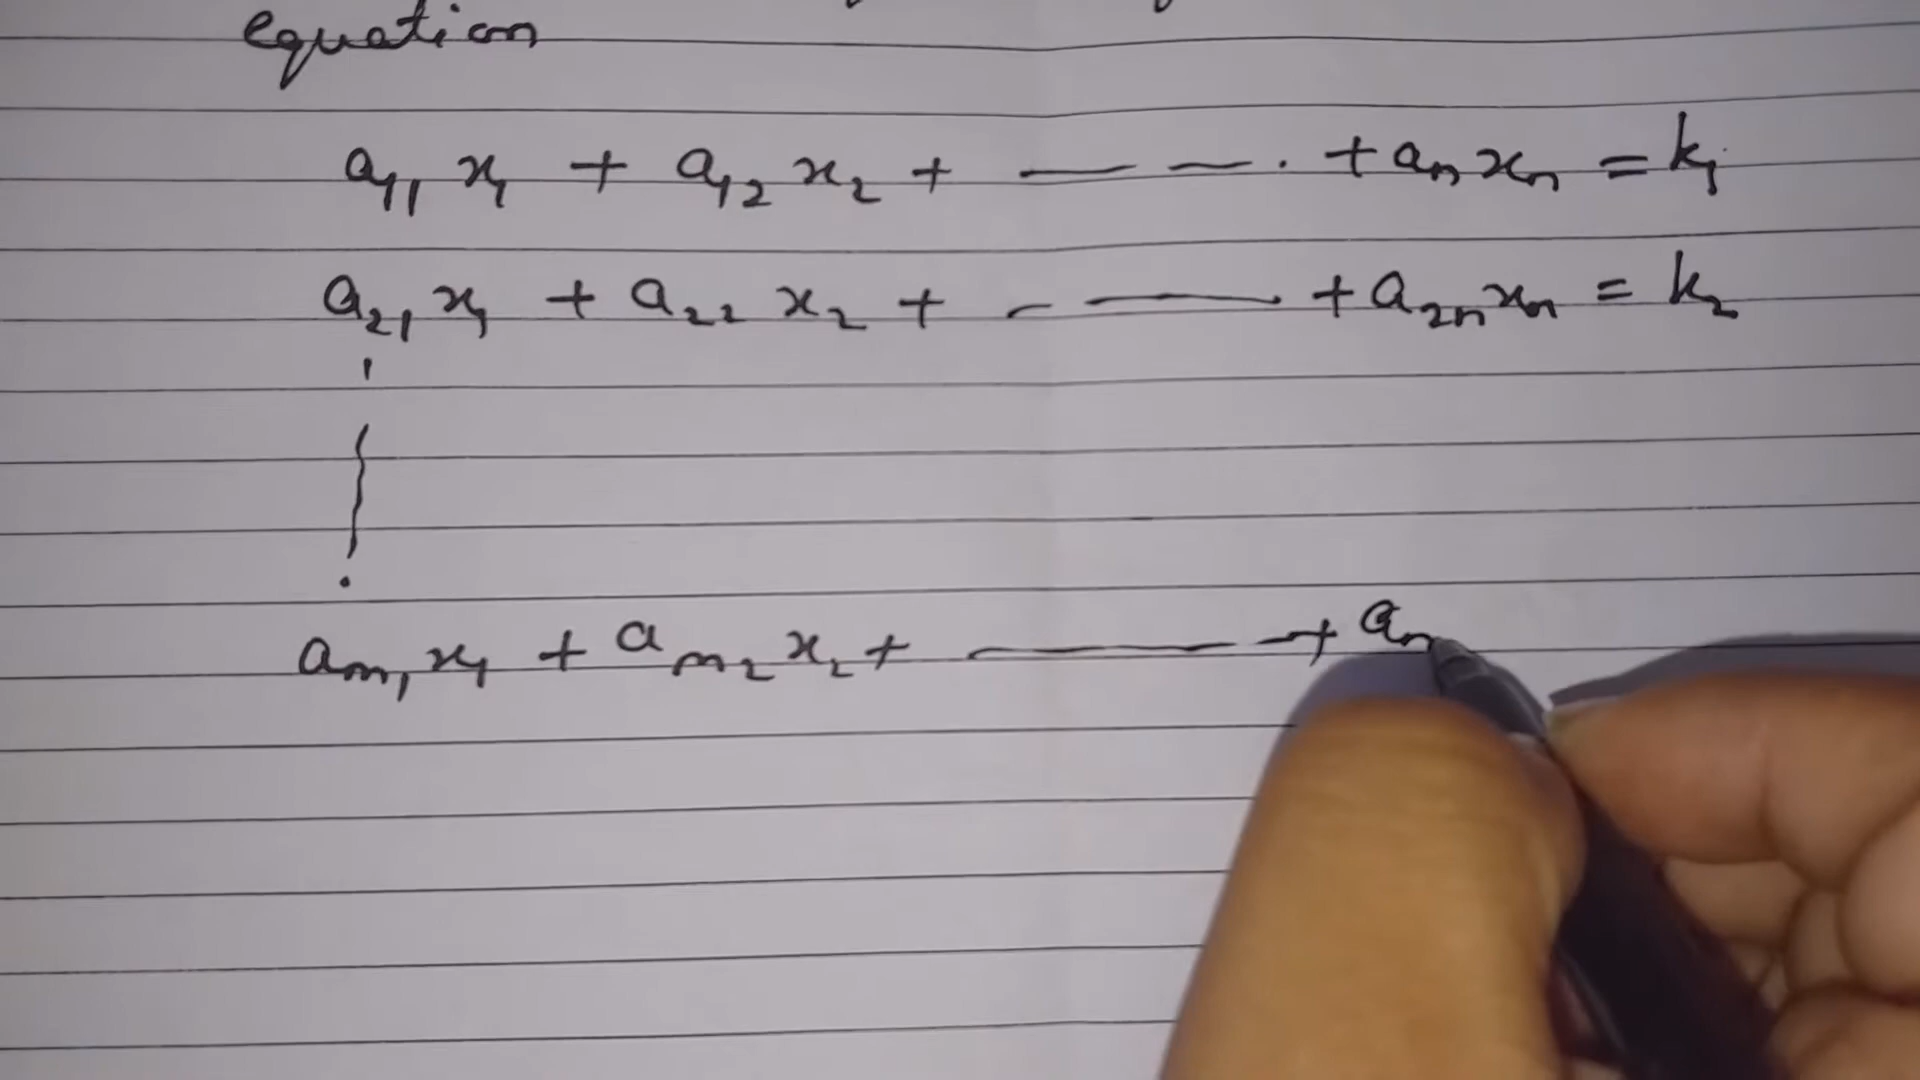 equation
a₁₁ x₁ + a₁₂ x₂ + — — . + aₙ xₙ = k₁
a₂₁ x₁ + a₂₂ x₂ + - — . + a₂ₙ xₙ = k₂
aₘ₁ x₁ + aₘ₂ x₂ + — — + aₘ